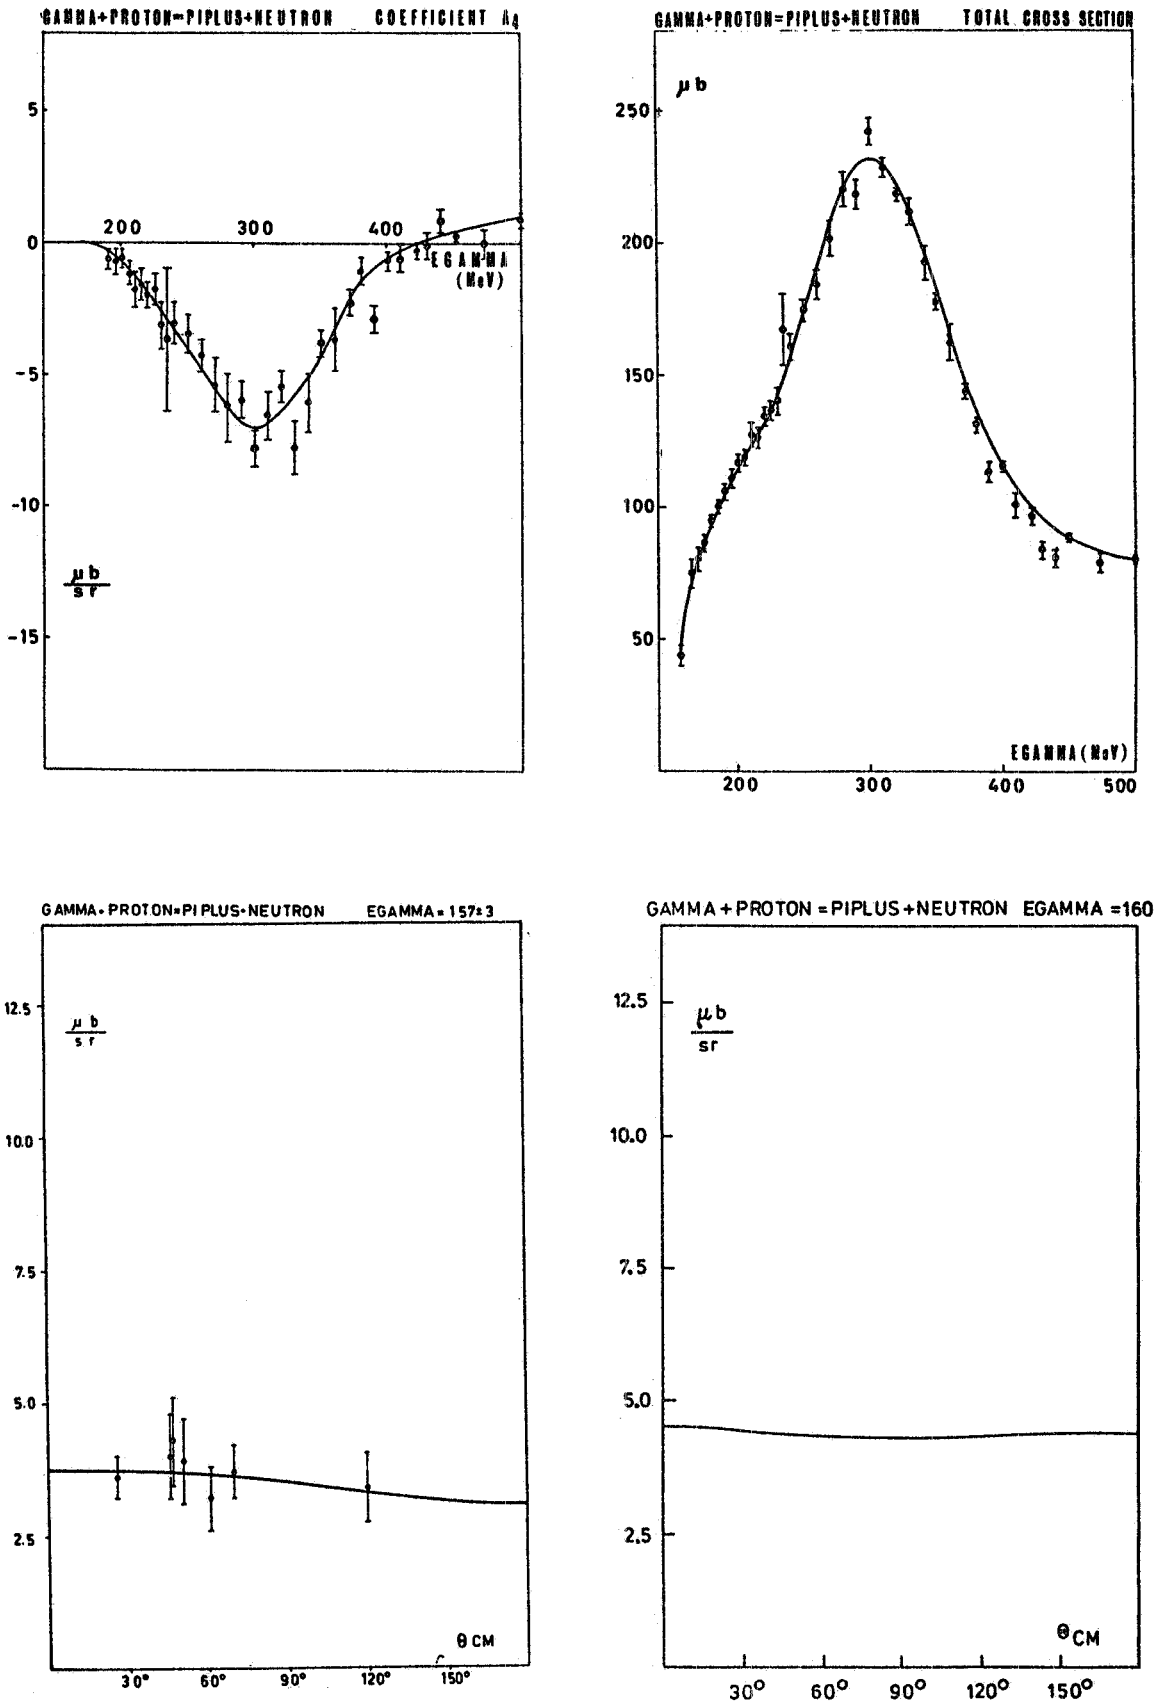 GAMMA+PROTON=PIPLUS+NEUTRON COEFFICIENT A4
5
0
-5
-10
-15
200 300 400
EGAMMA
(MeV)
μb
sr
GAMMA+PROTON=PIPLUS+NEUTRON TOTAL CROSS SECTION
μb
250
200
150
100
50
EGAMMA(MeV)
200 300 400 500
GAMMA+PROTON=PIPLUS+NEUTRON EGAMMA=157±3
12.5
μb
sr
10.0
7.5
5.0
2.5
θCM
30° 60° 90° 120° 150°
GAMMA+PROTON=PIPLUS+NEUTRON EGAMMA=160
12.5
μb
sr
10.0
7.5
5.0
2.5
ΘCM
30° 60° 90° 120° 150°